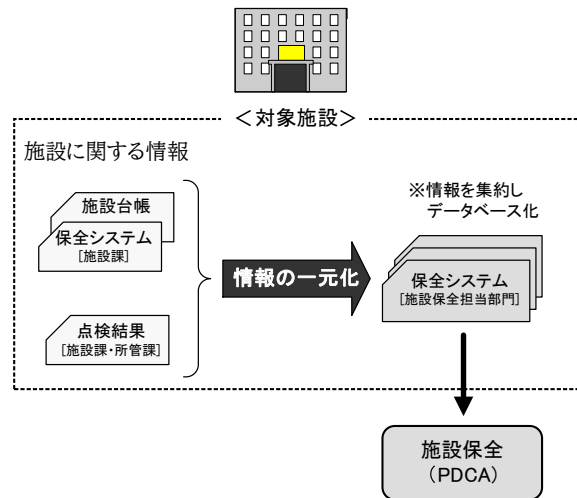 ＜対象施設＞
施設に関する情報
施設台帳
保全システム
[施設課]
点検結果
[施設課・所管課]
情報の一元化
※情報を集約し
データベース化
保全システム
[施設保全担当部門]
施設保全
（PDCA）